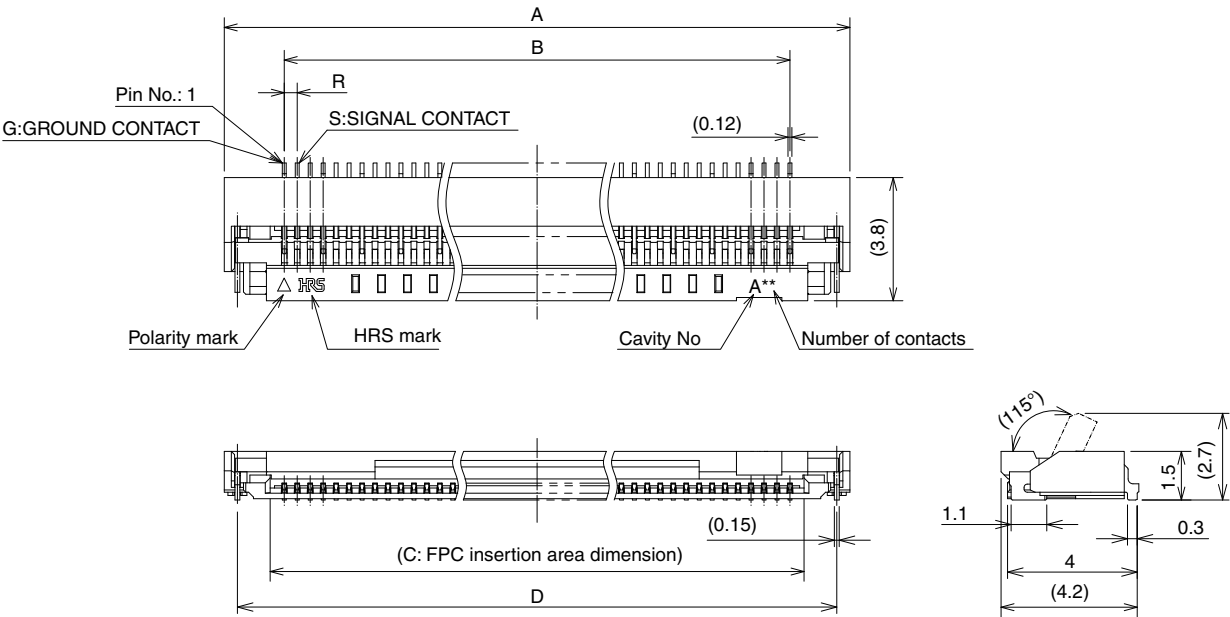 A
B
R
Pin No.: 1
G:GROUND CONTACT
S:SIGNAL CONTACT
(0.12)
(3.8)
HRS
A**
Polarity mark
HRS mark
Cavity No
Number of contacts
(115°)
(2.7)
1.5
1.1
0.3
(0.15)
(C: FPC insertion area dimension)
4
D
(4.2)